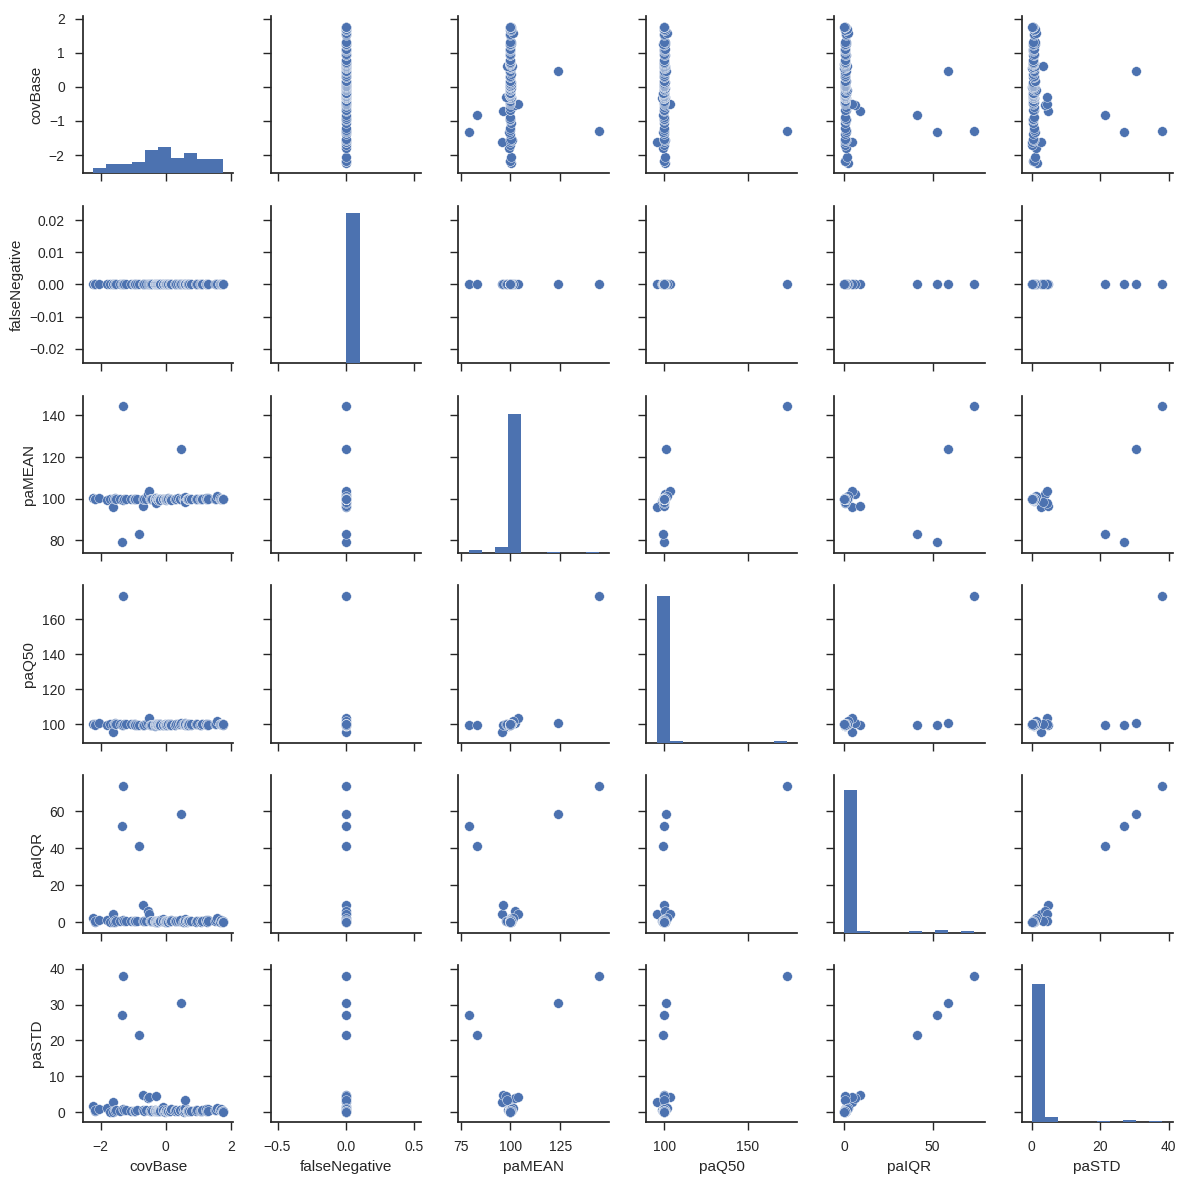 2
1
0
−1
−2
covBase
0.02
0.01
0.00
−0.01
−0.02
falseNegative
140
120
100
80
paMEAN
160
140
120
100
paQ50
60
40
20
0
paIQR
40
30
20
10
0
paSTD
−2 0 2
−0.5 0.0 0.5
75 100 125
100 150
0 50
0 20 40
covBase falseNegative paMEAN paQ50 paIQR paSTD